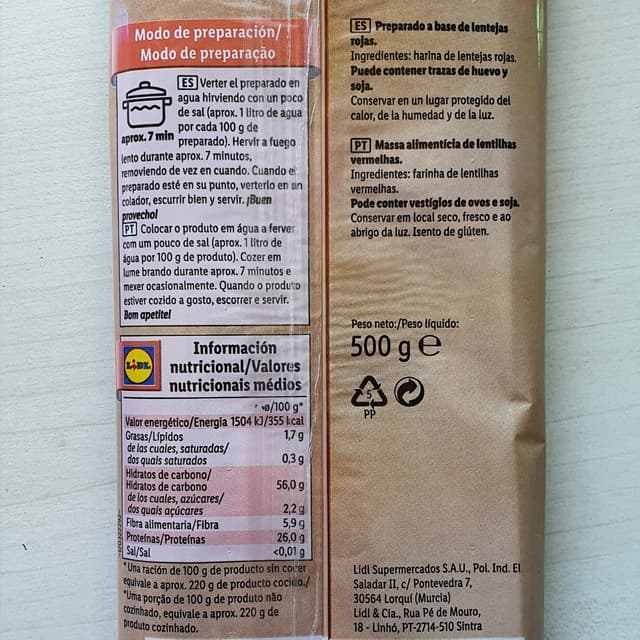 Modo de preparación/
Modo de preparação
aprox. 7 min
ES Verter el preparado en
agua hirviendo con un poco
de sal (aprox. 1 litro de agua
por cada 100 g de
preparado). Hervir a fuego
lento durante aprox. 7 minutos,
removiendo de vez en cuando. Cuando el
preparado esté en su punto, verterlo en un
colador, escurrir bien y servir. ¡Buen
provecho!
PT Colocar o produto em água a ferver
com um pouco de sal (aprox. 1 litro de
água por 100 g de produto). Cozer em
lume brando durante aprox. 7 minutos e
mexer ocasionalmente. Quando o produto
estiver cozido a gosto, escorrer e servir.
Bom apetite!
LIDL
Información
nutricional/Valores
nutricionais médios
/100 g*
Valor energético/Energia 1504 kJ/355 kcal
Grasas/Lípidos 1,7 g
de las cuales, saturadas/
dos quais saturados 0,3 g
Hidratos de carbono/
Hidratos de carbono 56,0 g
de los cuales, azúcares/
dos quais açúcares 2,2 g
Fibra alimentaria/Fibra 5,9 g
Proteínas/Proteínas 26,0 g
Sal/Sal <0,01 g
*Una ración de 100 g de producto sin cocer
equivale a aprox. 220 g de producto cocido./
*Uma porção de 100 g de produto não
cozinhado, equivale a aprox. 220 g de
produto cozinhado.
ES Preparado a base de lentejas
rojas.
Ingredientes: harina de lentejas rojas.
Puede contener trazas de huevo y
soja.
Conservar en un lugar protegido del
calor, de la humedad y de la luz.
PT Massa alimentícia de lentilhas
vermelhas.
Ingredientes: farinha de lentilhas
vermelhas.
Pode conter vestígios de ovos e soja.
Conservar em local seco, fresco e ao
abrigo da luz. Isento de glúten.
Peso neto:/Peso líquido:
500 g e
5
PP
Lidl Supermercados S.A.U., Pol. Ind. El
Saladar II, c/ Pontevedra 7,
30564 Lorquí (Murcia)
Lidl & Cia., Rua Pé de Mouro,
18 - Linhó, PT-2714-510 Sintra